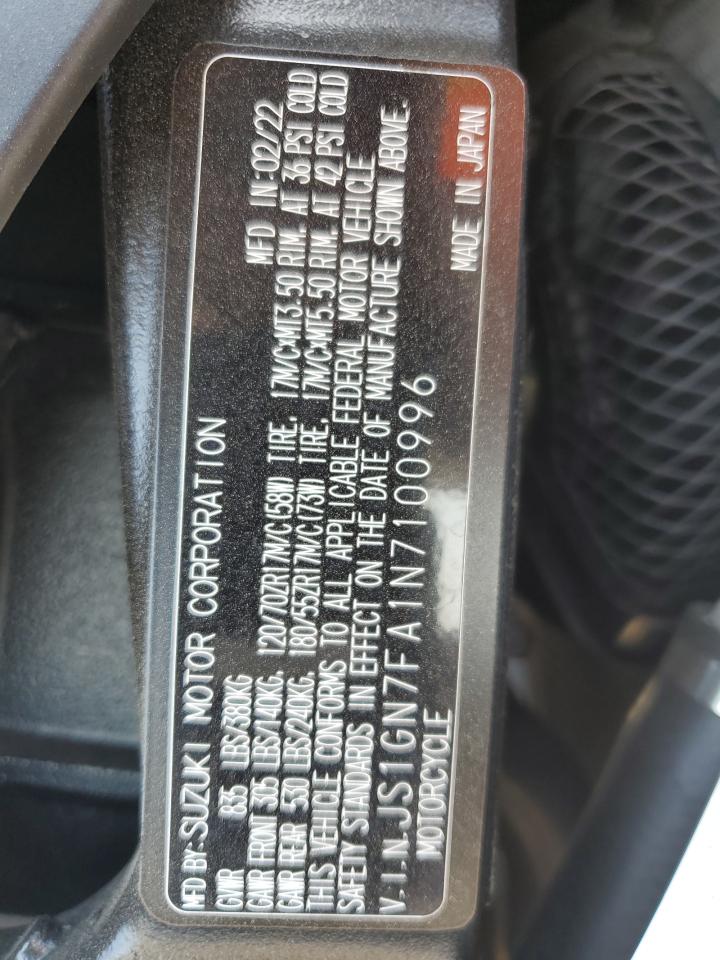 MFD BY:SUZUKI MOTOR CORPORATION MFD IN:02/22
GVWR 835 LBS/380KG
GAWR FRONT 305 LBS/140KG, 120/70ZR17M/C(58W) TIRE, 17M/C×MT3.50 RIM, AT 36 PSI COLD
GAWR REAR 530 LBS/240KG, 180/55ZR17M/C(73W) TIRE, 17M/C×MT5.50 RIM, AT 42 PSI COLD
THIS VEHICLE CONFORMS TO ALL APPLICABLE FEDERAL MOTOR VEHICLE
SAFETY STANDARDS IN EFFECT ON THE DATE OF MANUFACTURE SHOWN ABOVE.
V.I.N.JS1GN7FA1N7100996
MOTORCYCLE MADE IN JAPAN